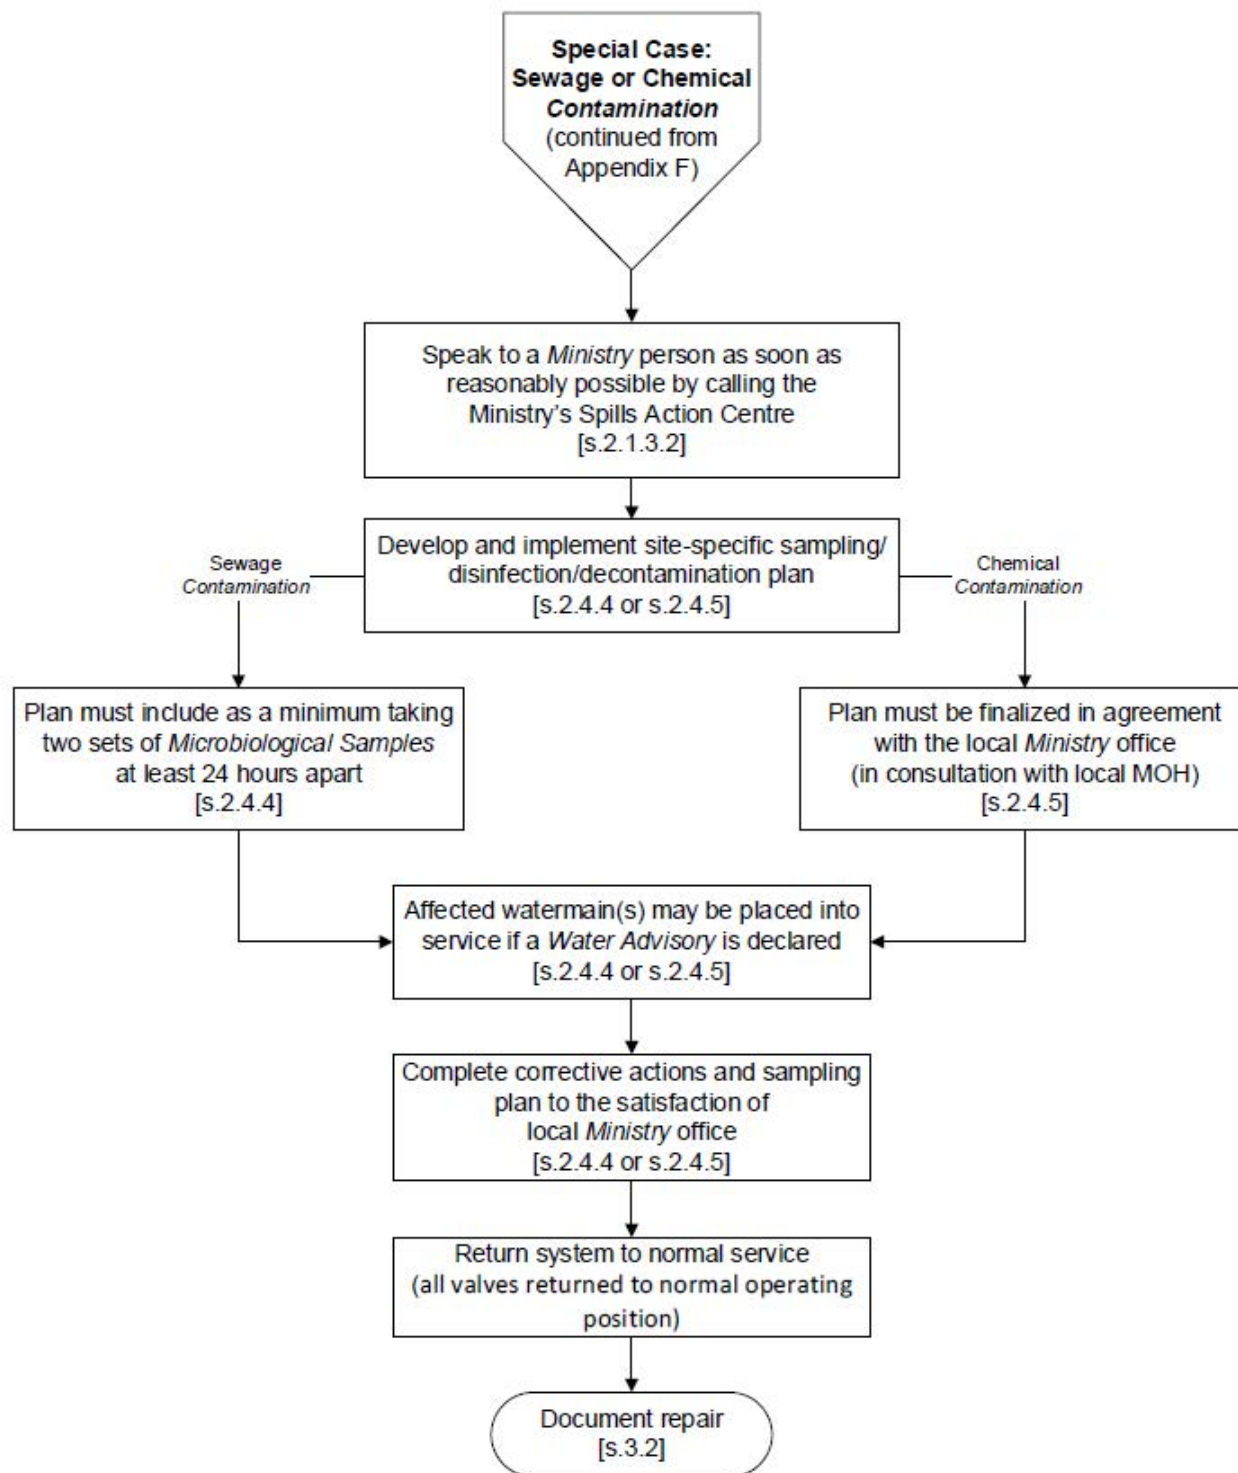 Special Case:
Sewage or Chemical
Contamination
(continued from
Appendix F)
Speak to a Ministry person as soon as
reasonably possible by calling the
Ministry's Spills Action Centre
[s.2.1.3.2]
Develop and implement site-specific sampling/
disinfection/decontamination plan
[s.2.4.4 or s.2.4.5]
Sewage
Contamination
Chemical
Contamination
Plan must include as a minimum taking
two sets of Microbiological Samples
at least 24 hours apart
[s.2.4.4]
Plan must be finalized in agreement
with the local Ministry office
(in consultation with local MOH)
[s.2.4.5]
Affected watermain(s) may be placed into
service if a Water Advisory is declared
[s.2.4.4 or s.2.4.5]
Complete corrective actions and sampling
plan to the satisfaction of
local Ministry office
[s.2.4.4 or s.2.4.5]
Return system to normal service
(all valves returned to normal operating
position)
Document repair
[s.3.2]